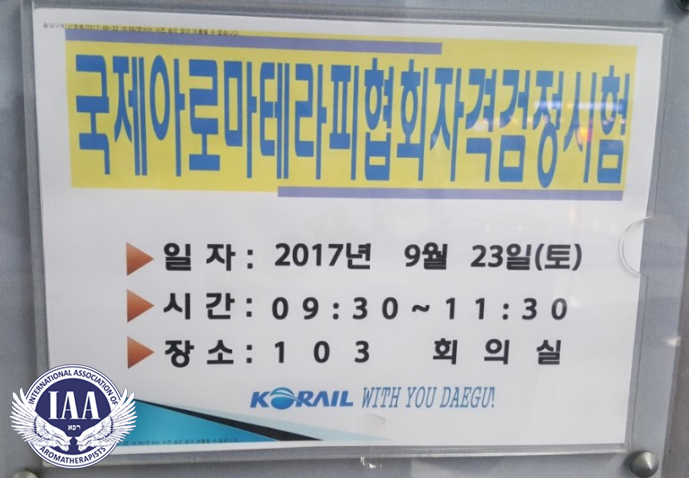 국제아로마테라피협회자격검정시험
▶일 자 : 2017년 9월 23일(토)
▶시 간 : 09:30~11:30
▶장 소 : 103 회 의 실
KORAIL WITH YOU DAEGU!
INTERNATIONAL ASSOCIATION OF
IAA
רפא
AROMATHERAPISTS